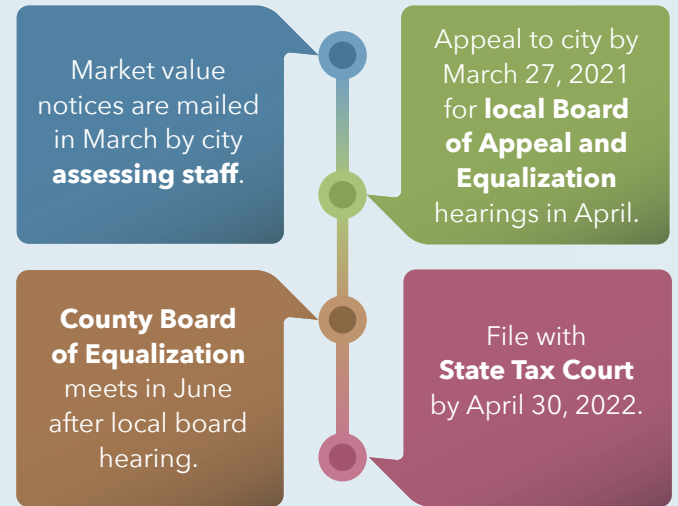 Market value
notices are mailed
in March by city
assessing staff.
Appeal to city by
March 27, 2021
for local Board
of Appeal and
Equalization
hearings in April.
County Board
of Equalization
meets in June
after local board
hearing.
File with
State Tax Court
by April 30, 2022.